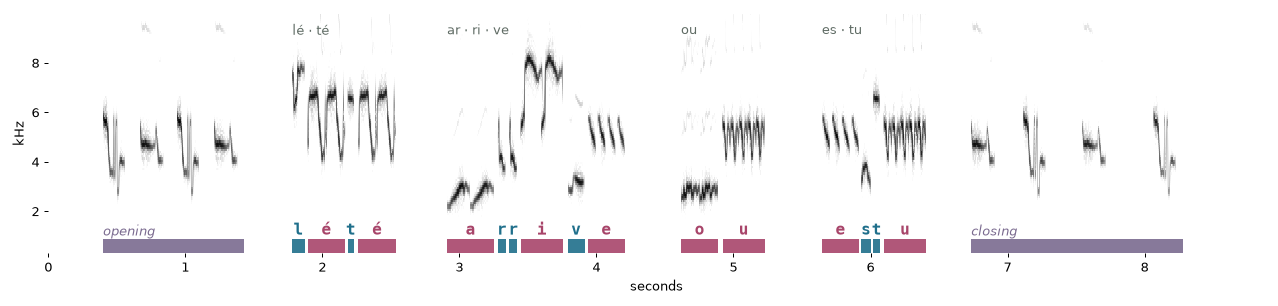 lé · té ar · ri · ve ou es · tu
kHz
8
6
4
2
opening l é t é a r r i v e o u e s t u closing
0 1 2 3 4 5 6 7 8
seconds